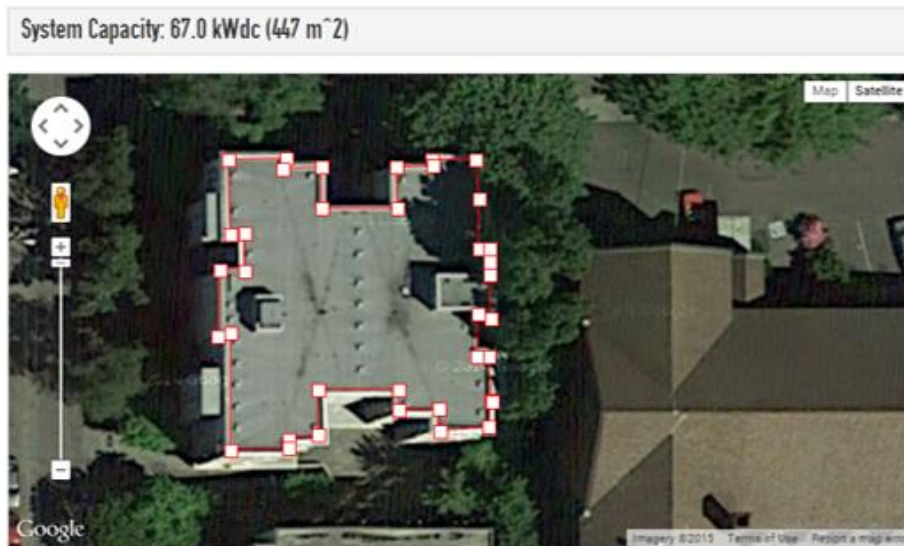 System Capacity: 67.0 kWdc (447 m^2)
Map
Satellite
+
−
Google
Imagery ©2015 Terms of Use